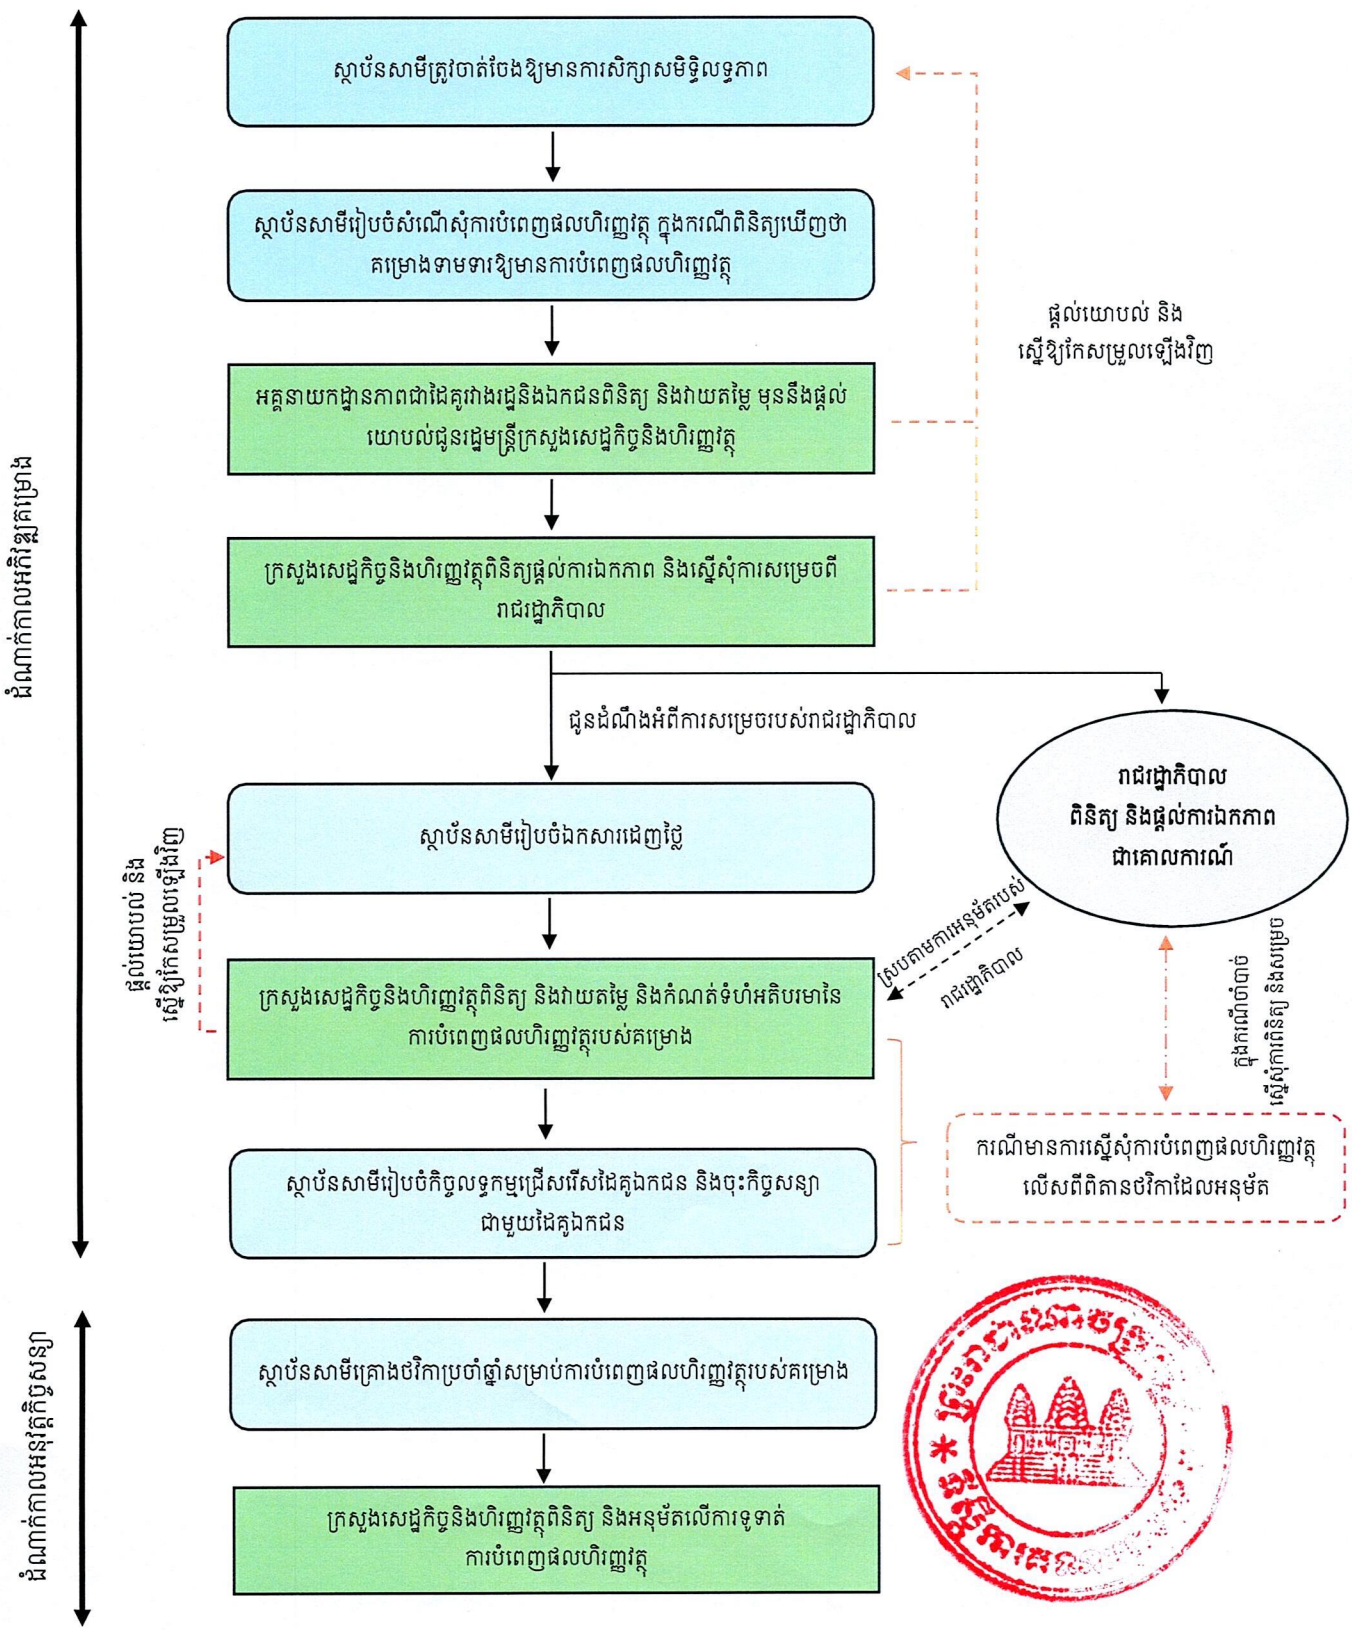 ស្ថាប័នសាមីត្រូវចាត់ចែងឱ្យមានការសិក្សាសមិទ្ធិលទ្ធភាព
ស្ថាប័នសាមីរៀបចំសំណើសុំការបំពេញផលហិរញ្ញវត្ថុ ក្នុងករណីពិនិត្យឃើញថា
គម្រោងទាមទារឱ្យមានការបំពេញផលហិរញ្ញវត្ថុ
ផ្តល់យោបល់ និង
ស្នើឱ្យកែសម្រួលឡើងវិញ
អគ្គនាយកដ្ឋានភាពជាដៃគូរវាងរដ្ឋនិងឯកជនពិនិត្យ និងវាយតម្លៃ មុននឹងផ្តល់
យោបល់ជូនរដ្ឋមន្ត្រីក្រសួងសេដ្ឋកិច្ចនិងហិរញ្ញវត្ថុ
ក្រសួងសេដ្ឋកិច្ចនិងហិរញ្ញវត្ថុពិនិត្យផ្តល់ការឯកភាព និងស្នើសុំការសម្រេចពី
រាជរដ្ឋាភិបាល
ដំណាក់កាលអភិវឌ្ឍគម្រោង
ជូនដំណឹងអំពីការសម្រេចរបស់រាជរដ្ឋាភិបាល
រាជរដ្ឋាភិបាល
ពិនិត្យ និងផ្តល់ការឯកភាព
ជាគោលការណ៍
ស្ថាប័នសាមីរៀបចំឯកសារដេញថ្លៃ
ផ្តល់យោបល់ និង
ស្នើឱ្យកែសម្រួលឡើងវិញ
ស្របតាមការអនុម័តរបស់
រាជរដ្ឋាភិបាល
ក្នុងករណីចាំបាច់
ស្នើសុំការពិនិត្យ និងសម្រេច
ក្រសួងសេដ្ឋកិច្ចនិងហិរញ្ញវត្ថុពិនិត្យ និងវាយតម្លៃ និងកំណត់ទំហំអតិបរមានៃ
ការបំពេញផលហិរញ្ញវត្ថុរបស់គម្រោង
ករណីមានការស្នើសុំការបំពេញផលហិរញ្ញវត្ថុ
លើសពីពិតានថវិកាដែលអនុម័ត
ស្ថាប័នសាមីរៀបចំកិច្ចលទ្ធកម្មជ្រើសរើសដៃគូឯកជន និងចុះកិច្ចសន្យា
ជាមួយដៃគូឯកជន
ស្ថាប័នសាមីគ្រោងថវិកាប្រចាំឆ្នាំសម្រាប់ការបំពេញផលហិរញ្ញវត្ថុរបស់គម្រោង
ដំណាក់កាលអនុវត្តកិច្ចសន្យា
ក្រសួងសេដ្ឋកិច្ចនិងហិរញ្ញវត្ថុពិនិត្យ និងអនុម័តលើការទូទាត់
ការបំពេញផលហិរញ្ញវត្ថុ